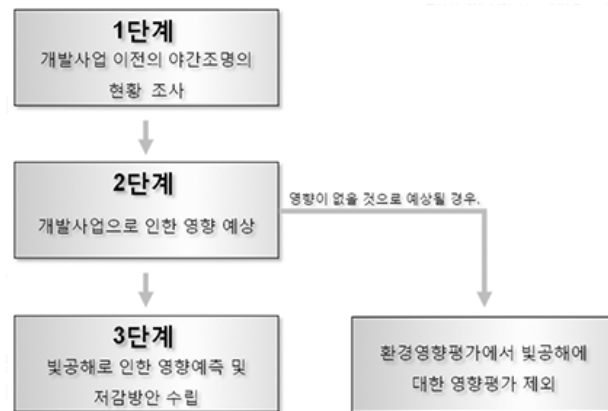 1단계
개발사업 이전의 야간조명의
현황 조사
2단계
개발사업으로 인한 영향 예상
영향이 없을 것으로 예상될 경우.
3단계
빛공해로 인한 영향예측 및
저감방안 수립
환경영향평가에서 빛공해에
대한 영향평가 제외